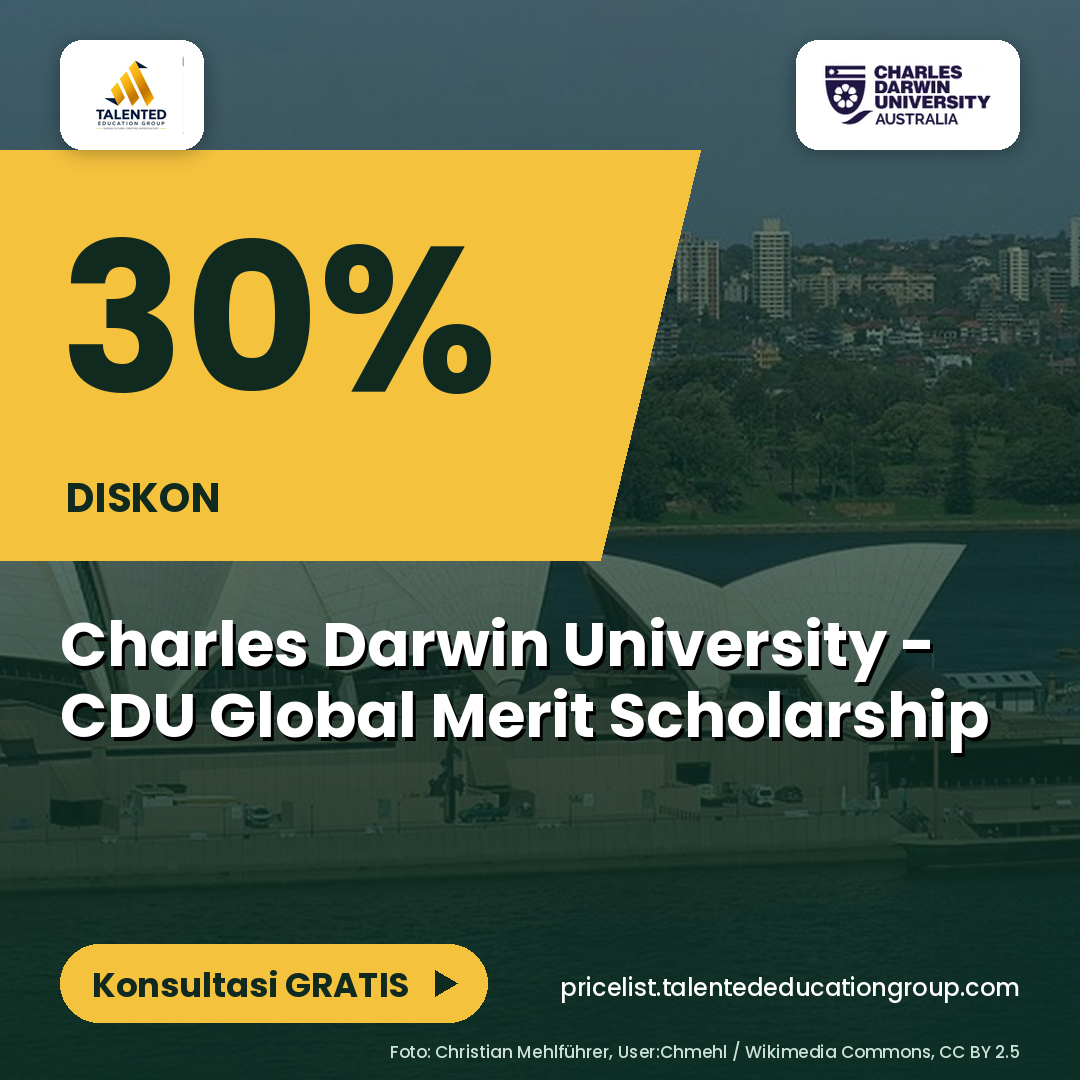 TALENTED
EDUCATION GROUP
CHARLES
DARWIN
UNIVERSITY
AUSTRALIA
30%
DISKON
Charles Darwin University -
CDU Global Merit Scholarship
Konsultasi GRATIS
pricelist.talentededucationgroup.com
Foto: Christian Mehlführer, User:Chmehl / Wikimedia Commons, CC BY 2.5